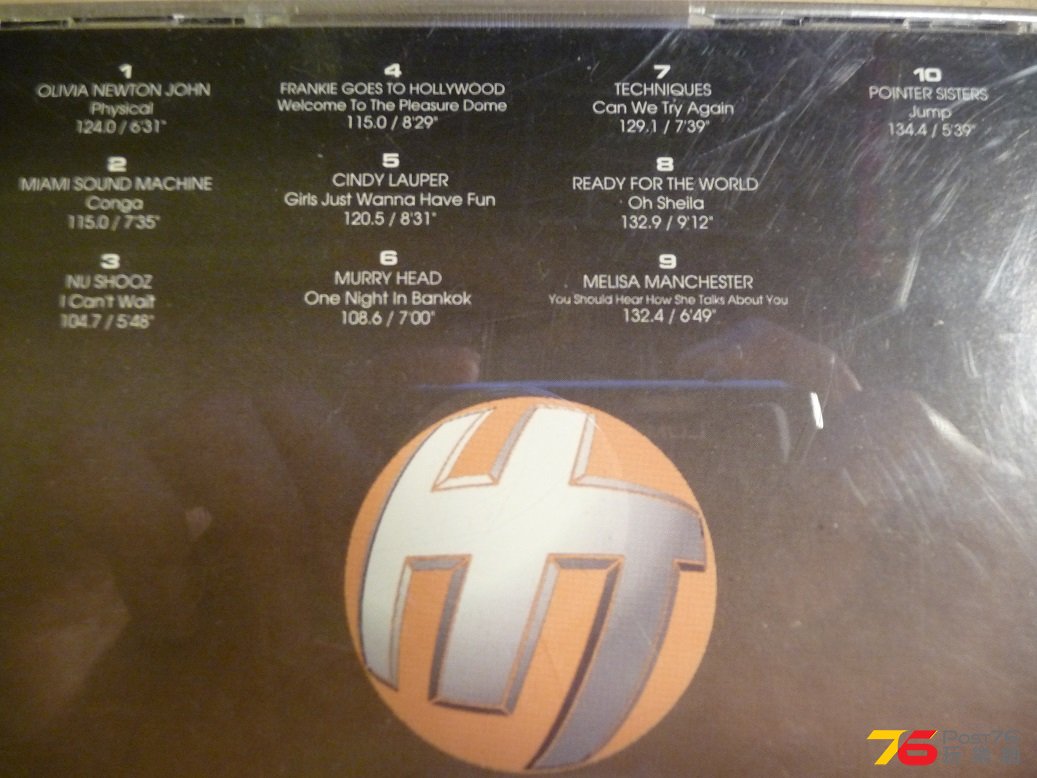 1
OLIVIA NEWTON JOHN
Physical
124.0 / 6'31"
2
MIAMI SOUND MACHINE
Conga
115.0 / 7'35"
3
NU SHOOZ
I Can't Wait
104.7 / 5'48"
4
FRANKIE GOES TO HOLLYWOOD
Welcome To The Pleasure Dome
115.0 / 8'29"
5
CINDY LAUPER
Girls Just Wanna Have Fun
120.5 / 8'31"
6
MURRY HEAD
One Night In Bankok
108.6 / 7'00"
7
TECHNIQUES
Can We Try Again
129.1 / 7'39"
8
READY FOR THE WORLD
Oh Sheila
132.9 / 9'12"
9
MELISA MANCHESTER
You Should Hear How She Talks About You
132.4 / 6'49"
10
POINTER SISTERS
Jump
134.4 / 5'39"
HT
76 Post76